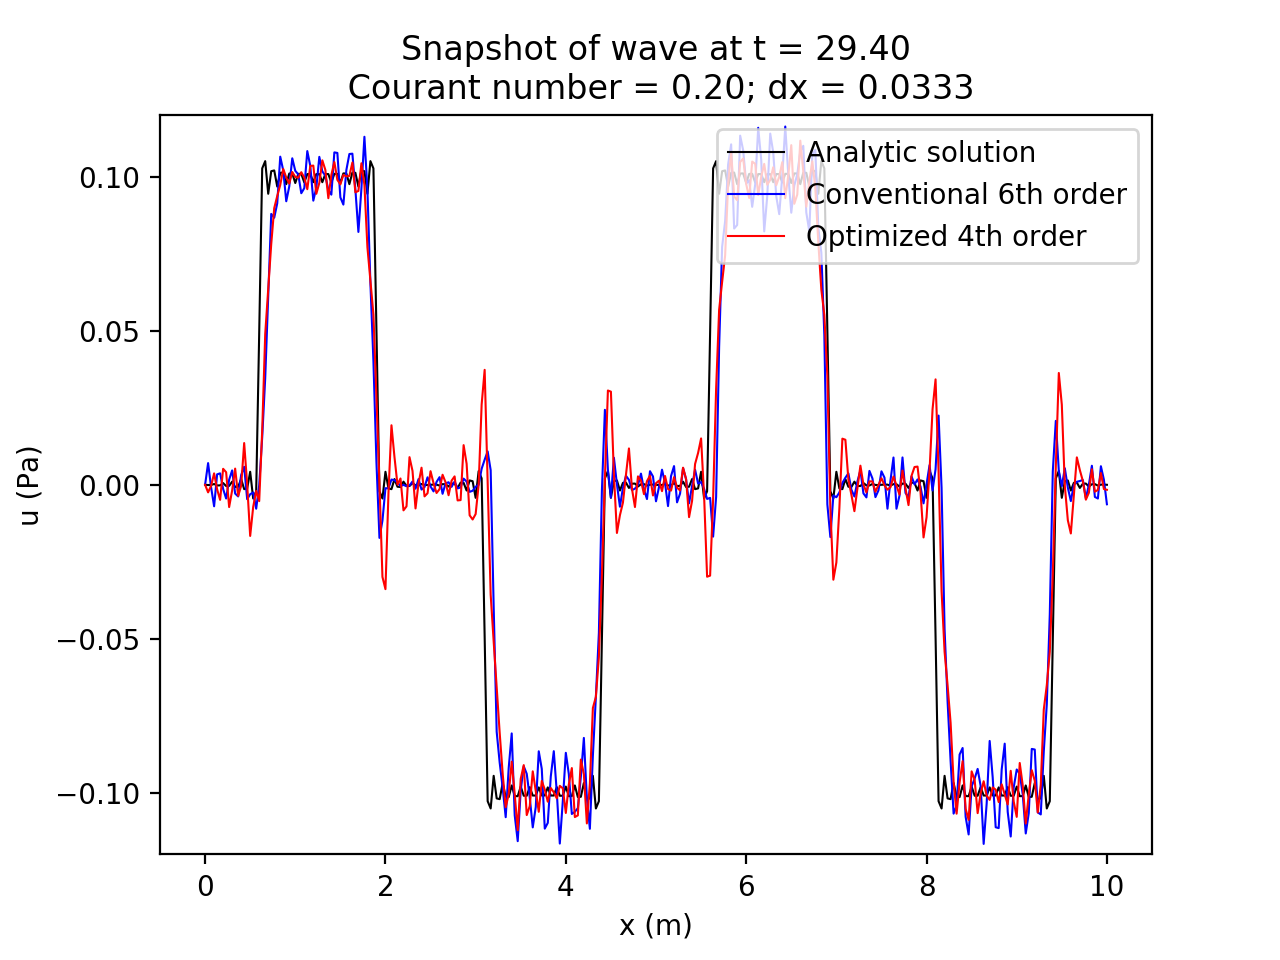 Snapshot of wave at t = 29.40
Courant number = 0.20; dx = 0.0333
Analytic solution
Conventional 6th order
Optimized 4th order
u (Pa)
0.10
0.05
0.00
−0.05
−0.10
0 2 4 6 8 10
x (m)